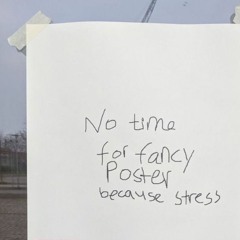 No time
for fancy
Poster
because stress